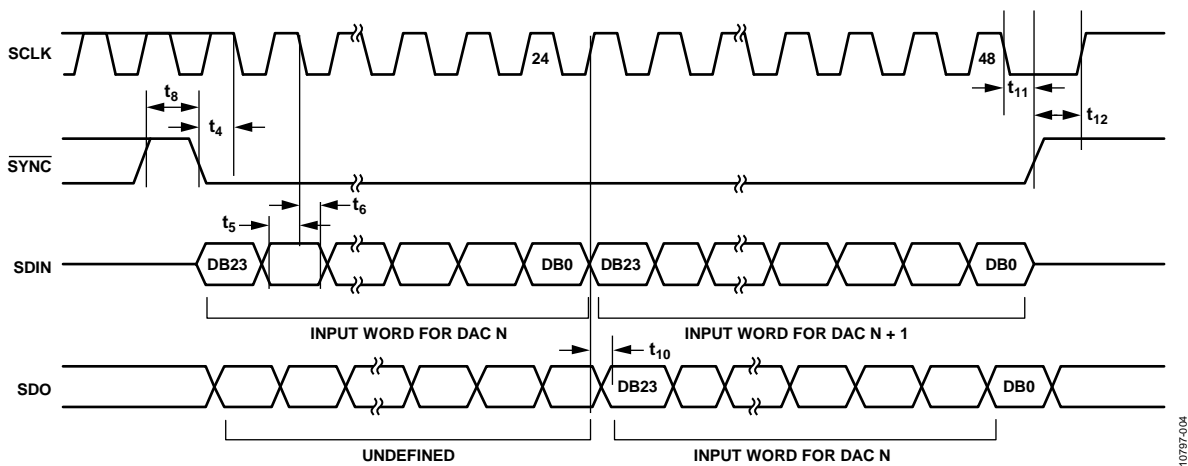 SCLK
24
48
t8
t4
t11
t12
SYNC
t5
t6
SDIN
DB23
DB0
DB23
DB0
INPUT WORD FOR DAC N
INPUT WORD FOR DAC N + 1
t10
SDO
DB23
DB0
UNDEFINED
INPUT WORD FOR DAC N
10797-004